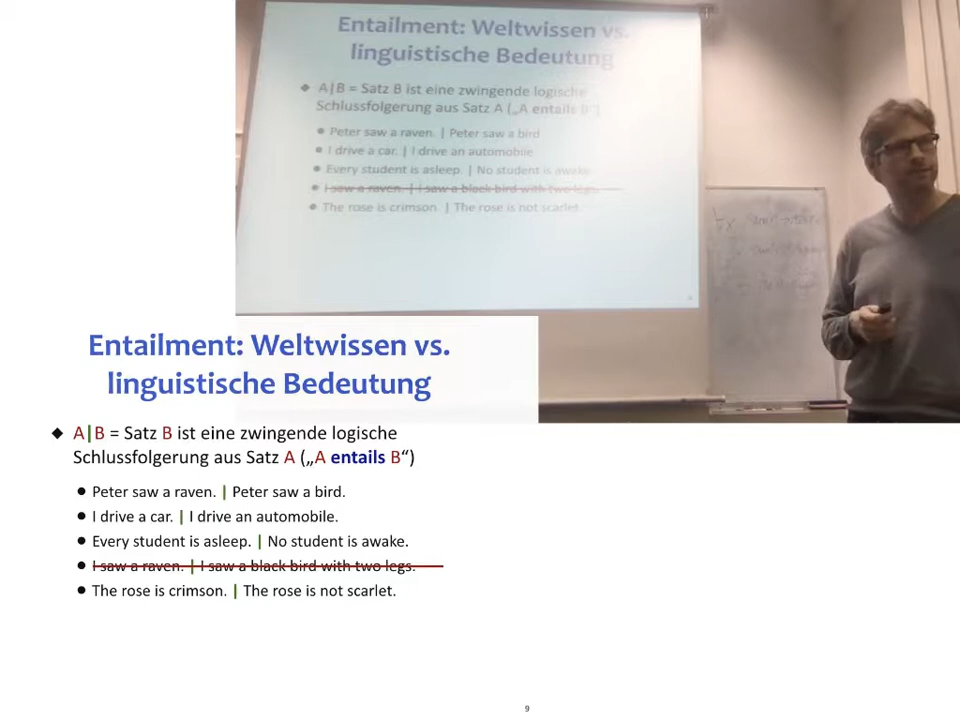 Entailment: Weltwissen vs.
linguistische Bedeutung
❖ A|B = Satz B ist eine zwingende logische
Schlussfolgerung aus Satz A („A entails B“)
● Peter saw a raven. | Peter saw a bird
● I drive a car. | I drive an automobile
● Every student is asleep. | No student is awake.
● I saw a raven. | I saw a black bird with two legs.
● The rose is crimson. | The rose is not scarlet.
Entailment: Weltwissen vs.
linguistische Bedeutung
❖ A|B = Satz B ist eine zwingende logische
Schlussfolgerung aus Satz A („A entails B“)
● Peter saw a raven. | Peter saw a bird.
● I drive a car. | I drive an automobile.
● Every student is asleep. | No student is awake.
● I saw a raven. | I saw a black bird with two legs.
● The rose is crimson. | The rose is not scarlet.
9